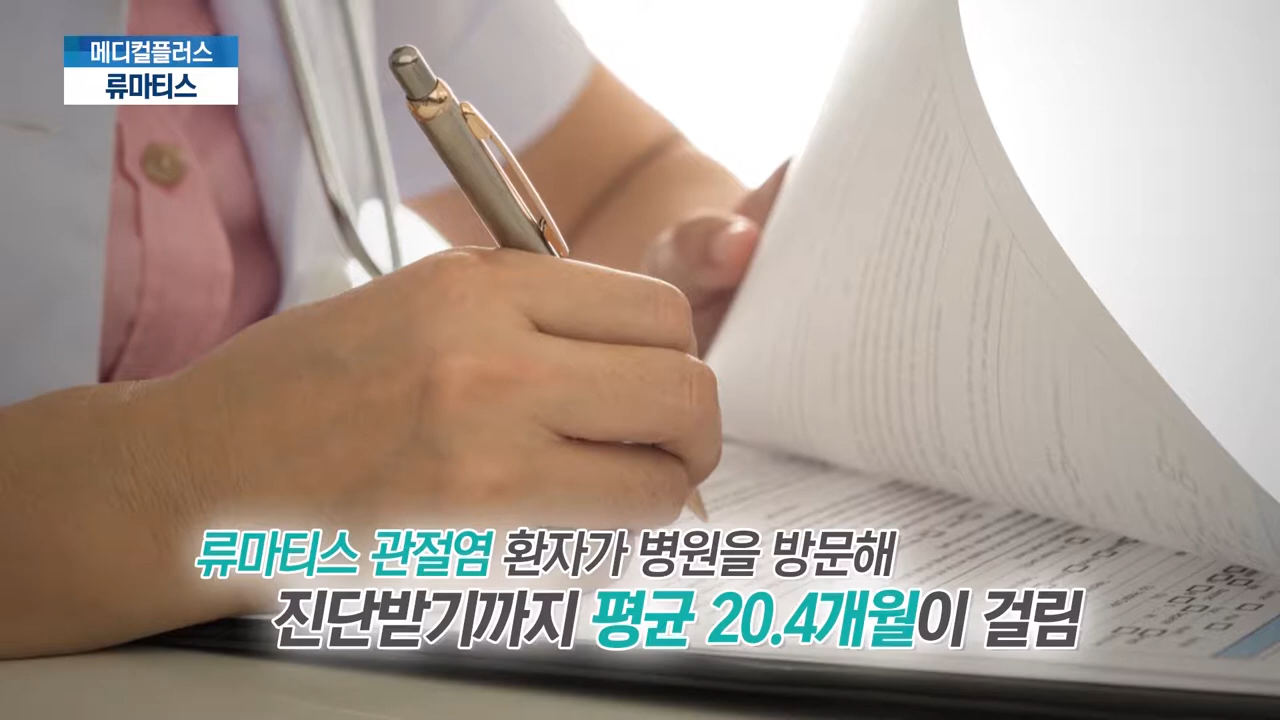 메디컬플러스
류마티스
류마티스 관절염 환자가 병원을 방문해
진단받기까지 평균 20.4개월이 걸림